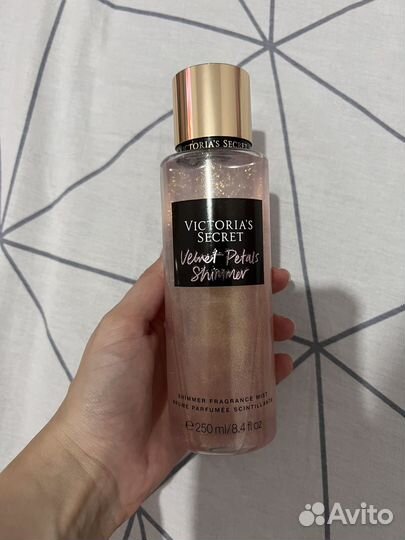 VICTORIA'S SECRET
VICTORIA'S
SECRET
Velvet Petals
Shimmer
SHIMMER FRAGRANCE MIST
BRUME PARFUMÉE SCINTILLANTE
℮250 ml/8.4 fl oz
Avito